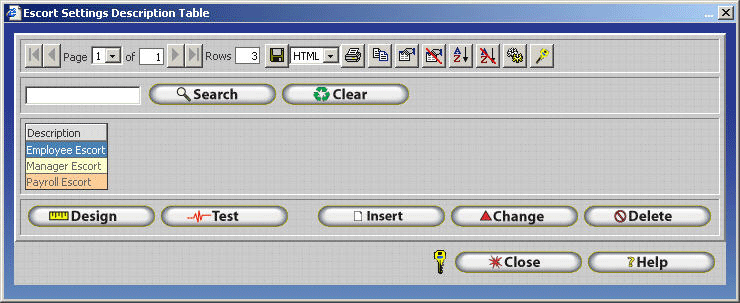 Escort Settings Description Table
Page 1 of 1 Rows 3 HTML
Search Clear
Description
Employee Escort
Manager Escort
Payroll Escort
Design Test Insert Change Delete
Close ? Help